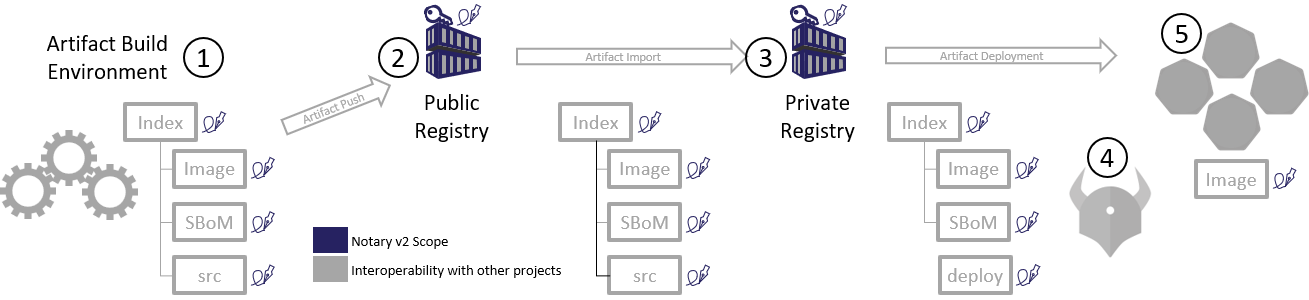 Artifact Build
Environment
1
Index
Image
SBoM
src
Artifact Push
2
Public
Registry
Artifact Import
Index
Image
SBoM
src
3
Private
Registry
Artifact Deployment
Index
Image
SBoM
deploy
4
5
Image
Notary v2 Scope
Interoperability with other projects